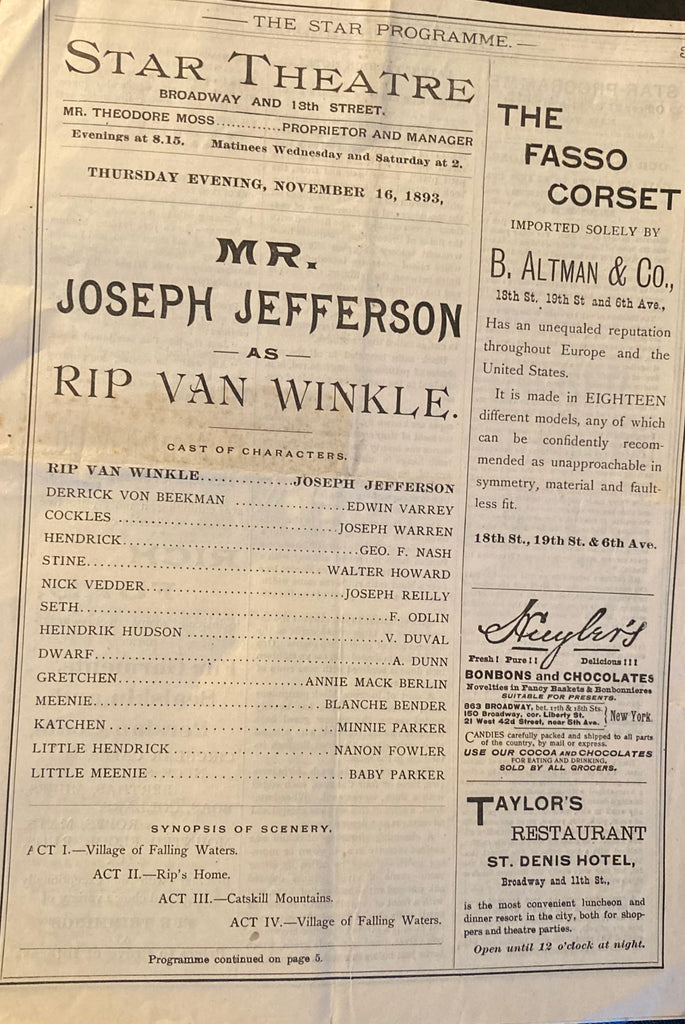 THE STAR PROGRAMME.
STAR THEATRE
BROADWAY AND 13th STREET.
MR. THEODORE MOSS............PROPRIETOR AND MANAGER
Evenings at 8.15. Matinees Wednesday and Saturday at 2.
THURSDAY EVENING, NOVEMBER 16, 1893,
MR.
JOSEPH JEFFERSON
— AS —
RIP VAN WINKLE.
CAST OF CHARACTERS.
RIP VAN WINKLE............JOSEPH JEFFERSON
DERRICK VON BEEKMAN ............EDWIN VARREY
COCKLES ............JOSEPH WARREN
HENDRICK............GEO. F. NASH
STINE............WALTER HOWARD
NICK VEDDER............JOSEPH REILLY
SETH............F. ODLIN
HEINDRIK HUDSON ............V. DUVAL
DWARF............A. DUNN
GRETCHEN............ANNIE MACK BERLIN
MEENIE............BLANCHE BENDER
KATCHEN ............MINNIE PARKER
LITTLE HENDRICK ............NANON FOWLER
LITTLE MEENIE ............BABY PARKER
SYNOPSIS OF SCENERY.
ACT I.—Village of Falling Waters.
ACT II.—Rip's Home.
ACT III.—Catskill Mountains.
ACT IV.—Village of Falling Waters.
Programme continued on page 5.
THE
FASSO
CORSET
IMPORTED SOLELY BY
B. ALTMAN & CO.,
18th St., 19th St and 6th Ave.,
Has an unequaled reputation
throughout Europe and the
United States.
It is made in EIGHTEEN
different models, any of which
can be confidently recom-
mended as unapproachable in
symmetry, material and fault-
less fit.
18th St., 19th St. & 6th Ave.
Huyler's
Fresh! Pure!! Delicious!!!
BONBONS and CHOCOLATES
Novelties in Fancy Baskets & Bonbonnieres
SUITABLE FOR PRESENTS.
863 BROADWAY, bet. 17th & 18th Sts.
150 Broadway, cor. Liberty St.
21 West 42d Street, near 5th Ave.
New York.
CANDIES carefully packed and shipped to all parts
of the country, by mail or express.
USE OUR COCOA AND CHOCOLATES
FOR EATING AND DRINKING.
SOLD BY ALL GROCERS.
TAYLOR'S
RESTAURANT
ST. DENIS HOTEL,
Broadway and 11th St.,
is the most convenient luncheon and
dinner resort in the city, both for shop-
pers and theatre parties.
Open until 12 o'clock at night.